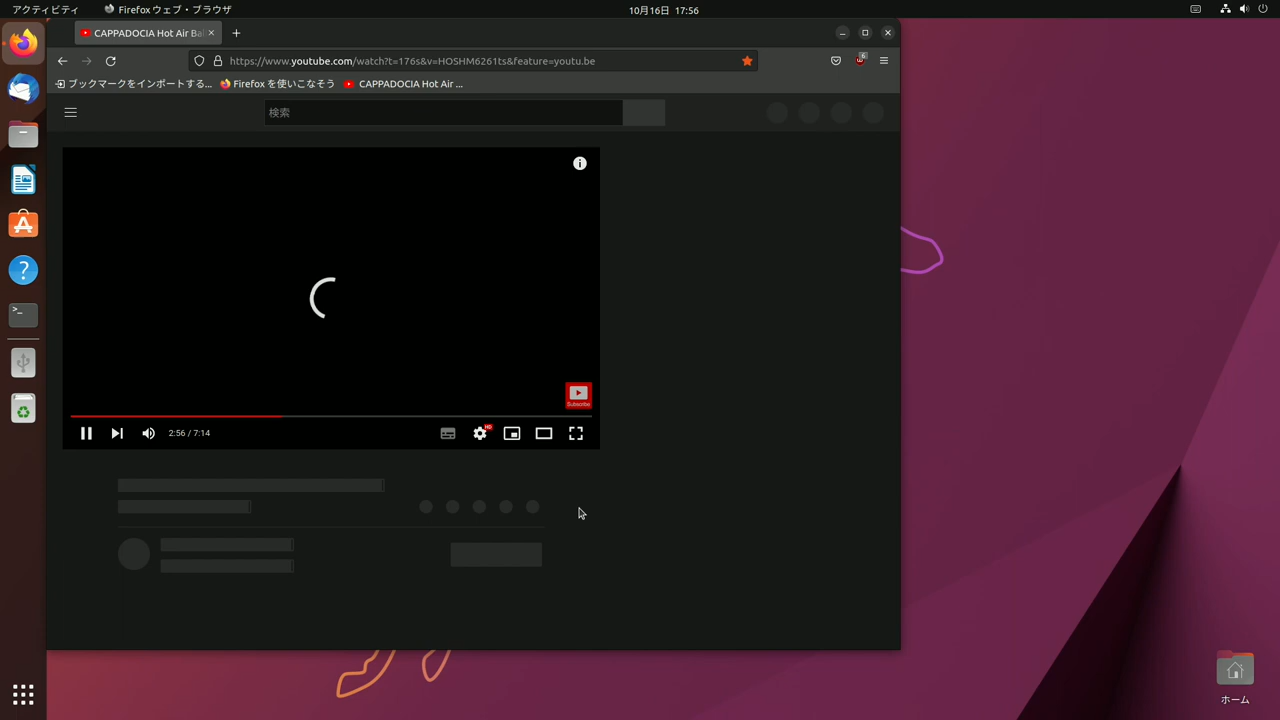 アクティビティ
Firefox ウェブ・ブラウザ
10月16日 17:56
CAPPADOCIA Hot Air Bal
https://www.youtube.com/watch?t=176s&v=HOSHM6261ts&feature=youtu.be
6
ブックマークをインポートする...
Firefox を使いこなそう
CAPPADOCIA Hot Air ...
検索
Subscribe
2:56 / 7:14
HD
ホーム